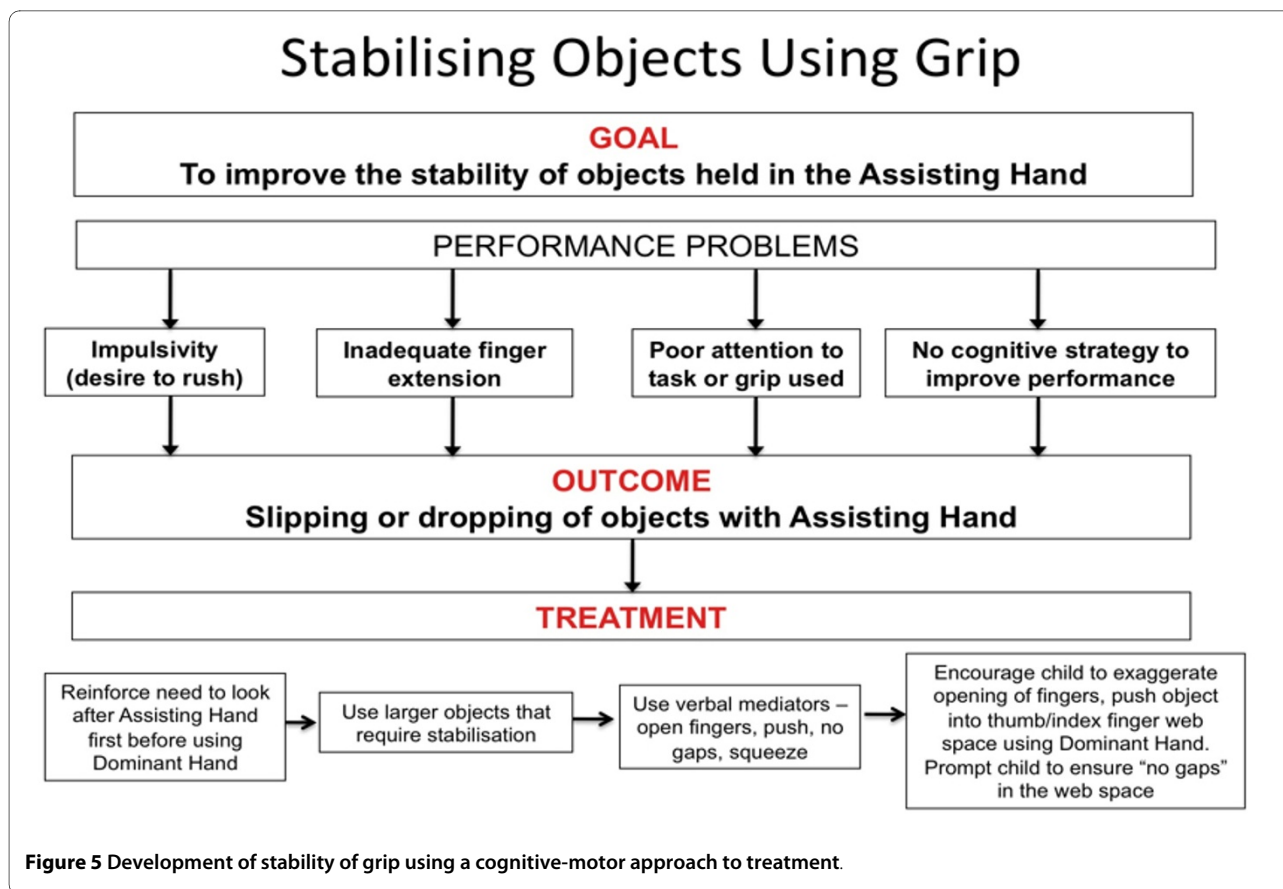 Stabilising Objects Using Grip
GOAL
To improve the stability of objects held in the Assisting Hand
PERFORMANCE PROBLEMS
Impulsivity
(desire to rush)
Inadequate finger
extension
Poor attention to
task or grip used
No cognitive strategy to
improve performance
OUTCOME
Slipping or dropping of objects with Assisting Hand
TREATMENT
Reinforce need to look
after Assisting Hand
first before using
Dominant Hand
Use larger objects that
require stabilisation
Use verbal mediators –
open fingers, push, no
gaps, squeeze
Encourage child to exaggerate
opening of fingers, push object
into thumb/index finger web
space using Dominant Hand.
Prompt child to ensure “no gaps”
in the web space
Figure 5 Development of stability of grip using a cognitive-motor approach to treatment.